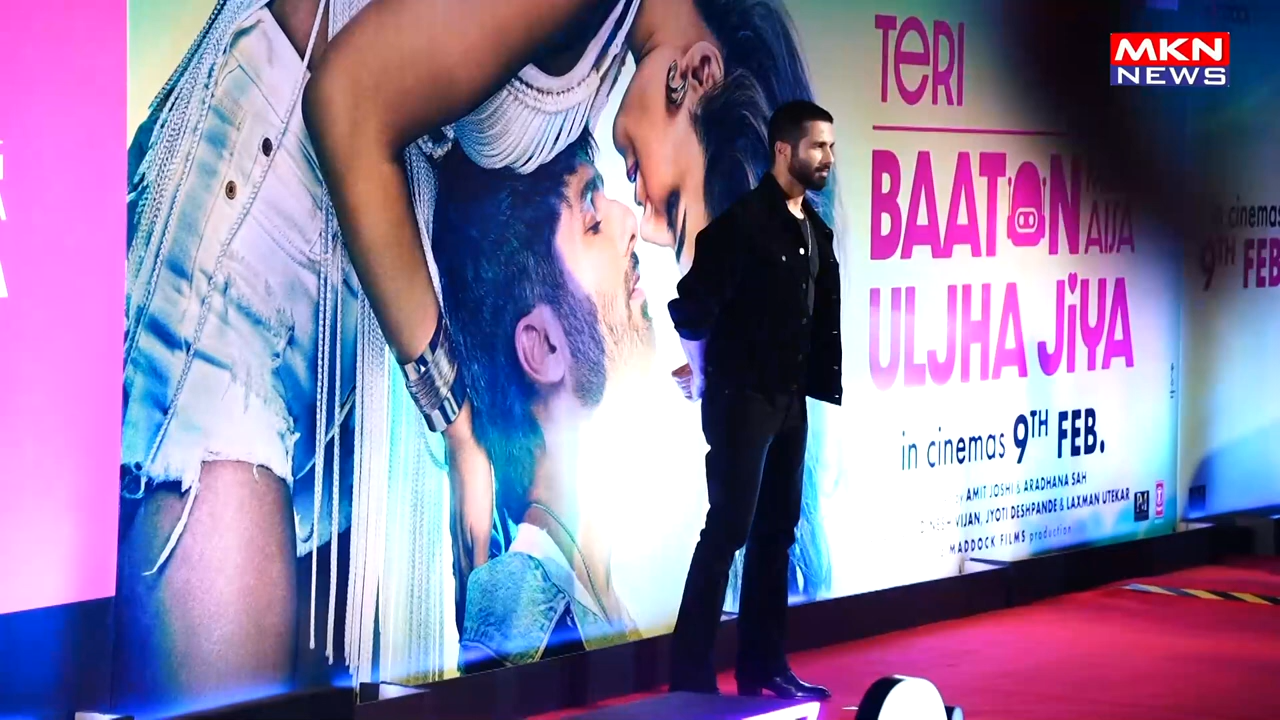 MKN
NEWS
TERI
BAATON
AISA
ULJHA JIYA
in cinemas 9TH FEB.
AMIT JOSHI & ARADHANA SAH
VIJAN, JYOTI DESHPANDE & LAXMAN UTEKAR
MADDOCK FILMS production
cinemas
9TH FEB